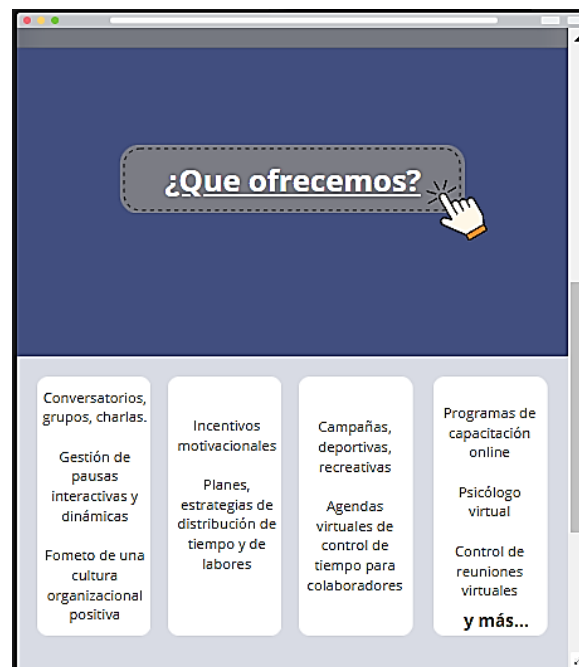 ¿Que ofrecemos?
Conversatorios,
grupos, charlas.
Gestión de
pausas
interactivas y
dinámicas
Fometo de una
cultura
organizacional
positiva
Incentivos
motivacionales
Planes,
estrategias de
distribución de
tiempo y de
labores
Campañas,
deportivas,
recreativas
Agendas
virtuales de
control de
tiempo para
colaboradores
Programas de
capacitación
online
Psicólogo
virtual
Control de
reuniones
virtuales
y más...